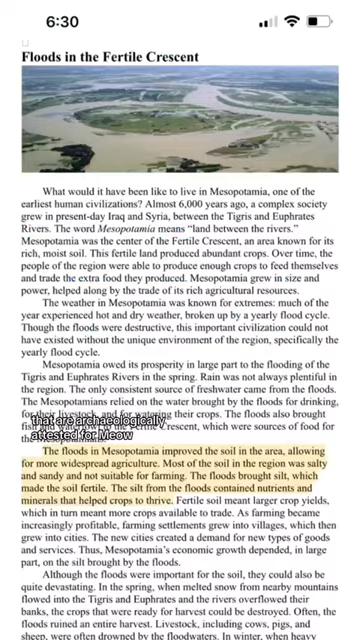 6:30
Floods in the Fertile Crescent
What would it have been like to live in Mesopotamia, one of the
earliest human civilizations? Almost 6,000 years ago, a complex society
grew in present-day Iraq and Syria, between the Tigris and Euphrates
Rivers. The word Mesopotamia means “land between the rivers.”
Mesopotamia was the center of the Fertile Crescent, an area known for its
rich, moist soil. This fertile land produced abundant crops. Over time, the
people of the region were able to produce enough crops to feed themselves
and trade the extra food they produced. Mesopotamia grew in size and
power, helped along by the trade of its rich agricultural resources.
The weather in Mesopotamia was known for extremes: much of the
year experienced hot and dry weather, broken up by a yearly flood cycle.
Though the floods were destructive, this important civilization could not
have existed without the unique environment of the region, specifically the
yearly flood cycle.
Mesopotamia owed its prosperity in large part to the flooding of the
Tigris and Euphrates Rivers in the spring. Rain was not always plentiful in
the region. The only consistent source of freshwater came from the floods.
The Mesopotamians relied on the water brought by the floods for drinking,
for their livestock, and for watering their crops. The floods also brought
fish and waterfowl to the Fertile Crescent, which were sources of food for
the Mesopotamians.
that are archaeologically
attested for Meow
The floods in Mesopotamia improved the soil in the area, allowing
for more widespread agriculture. Most of the soil in the region was salty
and sandy and not suitable for farming. The floods brought silt, which
made the soil fertile. The silt from the floods contained nutrients and
minerals that helped crops to thrive. Fertile soil meant larger crop yields,
which in turn meant more crops available to trade. As farming became
increasingly profitable, farming settlements grew into villages, which then
grew into cities. The new cities created a demand for new types of goods
and services. Thus, Mesopotamia's economic growth depended, in large
part, on the silt brought by the floods.
Although the floods were important for the soil, they could also be
quite devastating. In the spring, when melted snow from nearby mountains
flowed into the Tigris and Euphrates and the rivers overflowed their
banks, the crops that were ready for harvest could be destroyed. Often, the
floods ruined an entire harvest. Livestock, including cows, pigs, and
sheep, were often drowned by the floodwaters. In winter, when heavy